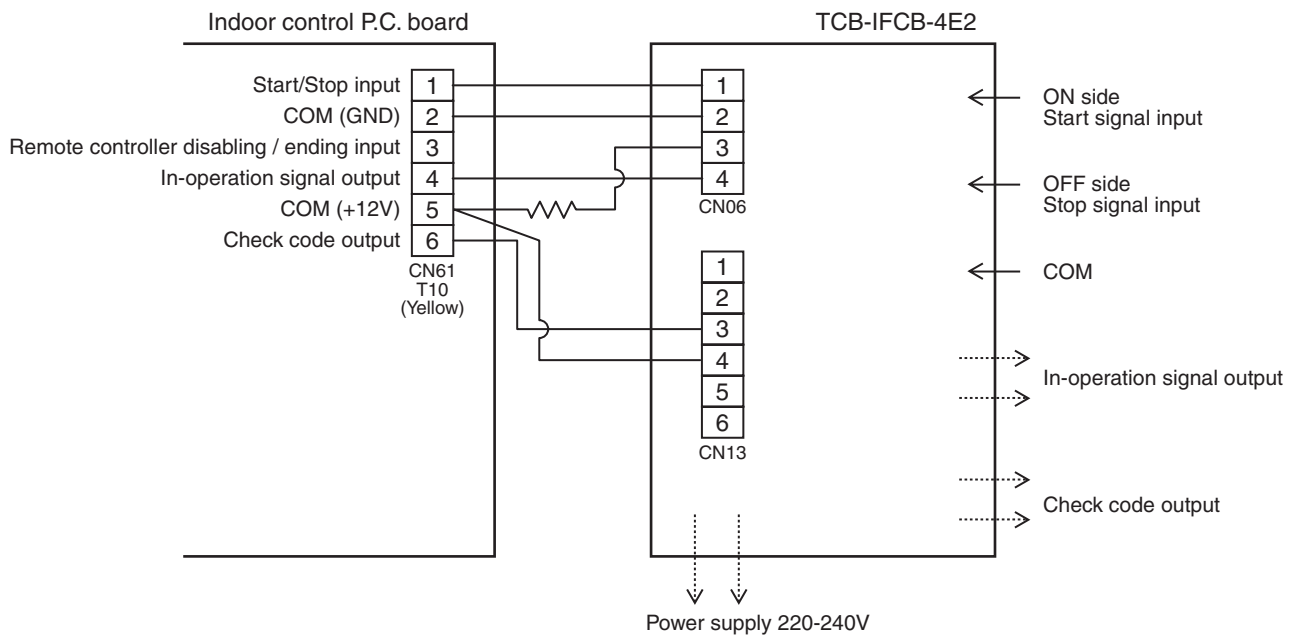 Indoor control P.C. board
TCB-IFCB-4E2
Start/Stop input 1
COM (GND) 2
Remote controller disabling / ending input 3
In-operation signal output 4
COM (+12V) 5
Check code output 6
CN61
T10
(Yellow)
1
2
3
4
CN06
1
2
3
4
5
6
CN13
ON side
Start signal input
OFF side
Stop signal input
COM
In-operation signal output
Check code output
Power supply 220-240V